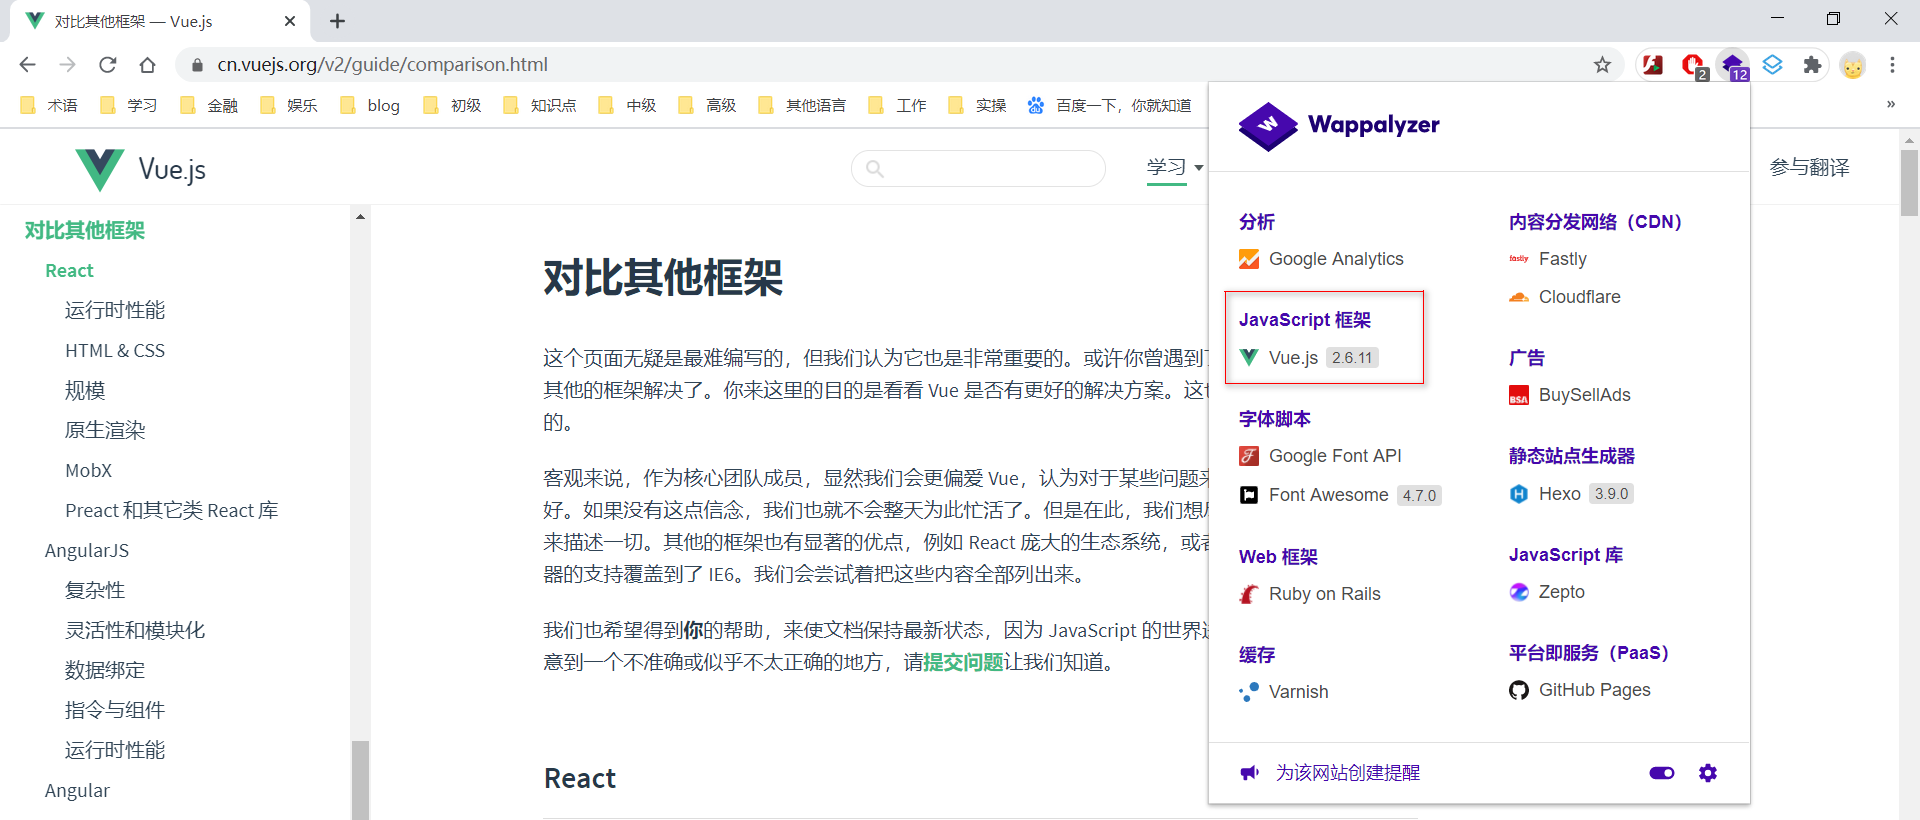 对比其他框架 — Vue.js
cn.vuejs.org/v2/guide/comparison.html
2
12
术语 学习 金融 娱乐 blog 初级 知识点 中级 高级 其他语言 工作 实操 百度一下，你就知道 »
Vue.js
学习
参与翻译
对比其他框架
React
运行时性能
HTML & CSS
规模
原生渲染
MobX
Preact 和其它类 React 库
AngularJS
复杂性
灵活性和模块化
数据绑定
指令与组件
运行时性能
Angular
对比其他框架
这个页面无疑是最难编写的，但我们认为它也是非常重要的。或许你曾遇到了
其他的框架解决了。你来这里的目的是看看 Vue 是否有更好的解决方案。这也
的。
客观来说，作为核心团队成员，显然我们会更偏爱 Vue，认为对于某些问题来
好。如果没有这点信念，我们也就不会整天为此忙活了。但是在此，我们想尽
来描述一切。其他的框架也有显著的优点，例如 React 庞大的生态系统，或者
器的支持覆盖到了 IE6。我们会尝试着把这些内容全部列出来。
我们也希望得到你的帮助，来使文档保持最新状态，因为 JavaScript 的世界进
意到一个不准确或似乎不太正确的地方，请提交问题让我们知道。
React
W Wappalyzer
分析
Google Analytics
JavaScript 框架
Vue.js 2.6.11
字体脚本
Google Font API
Font Awesome 4.7.0
Web 框架
Ruby on Rails
缓存
Varnish
内容分发网络（CDN）
fastly Fastly
Cloudflare
广告
BSA BuySellAds
静态站点生成器
Hexo 3.9.0
JavaScript 库
Zepto
平台即服务（PaaS）
GitHub Pages
为该网站创建提醒